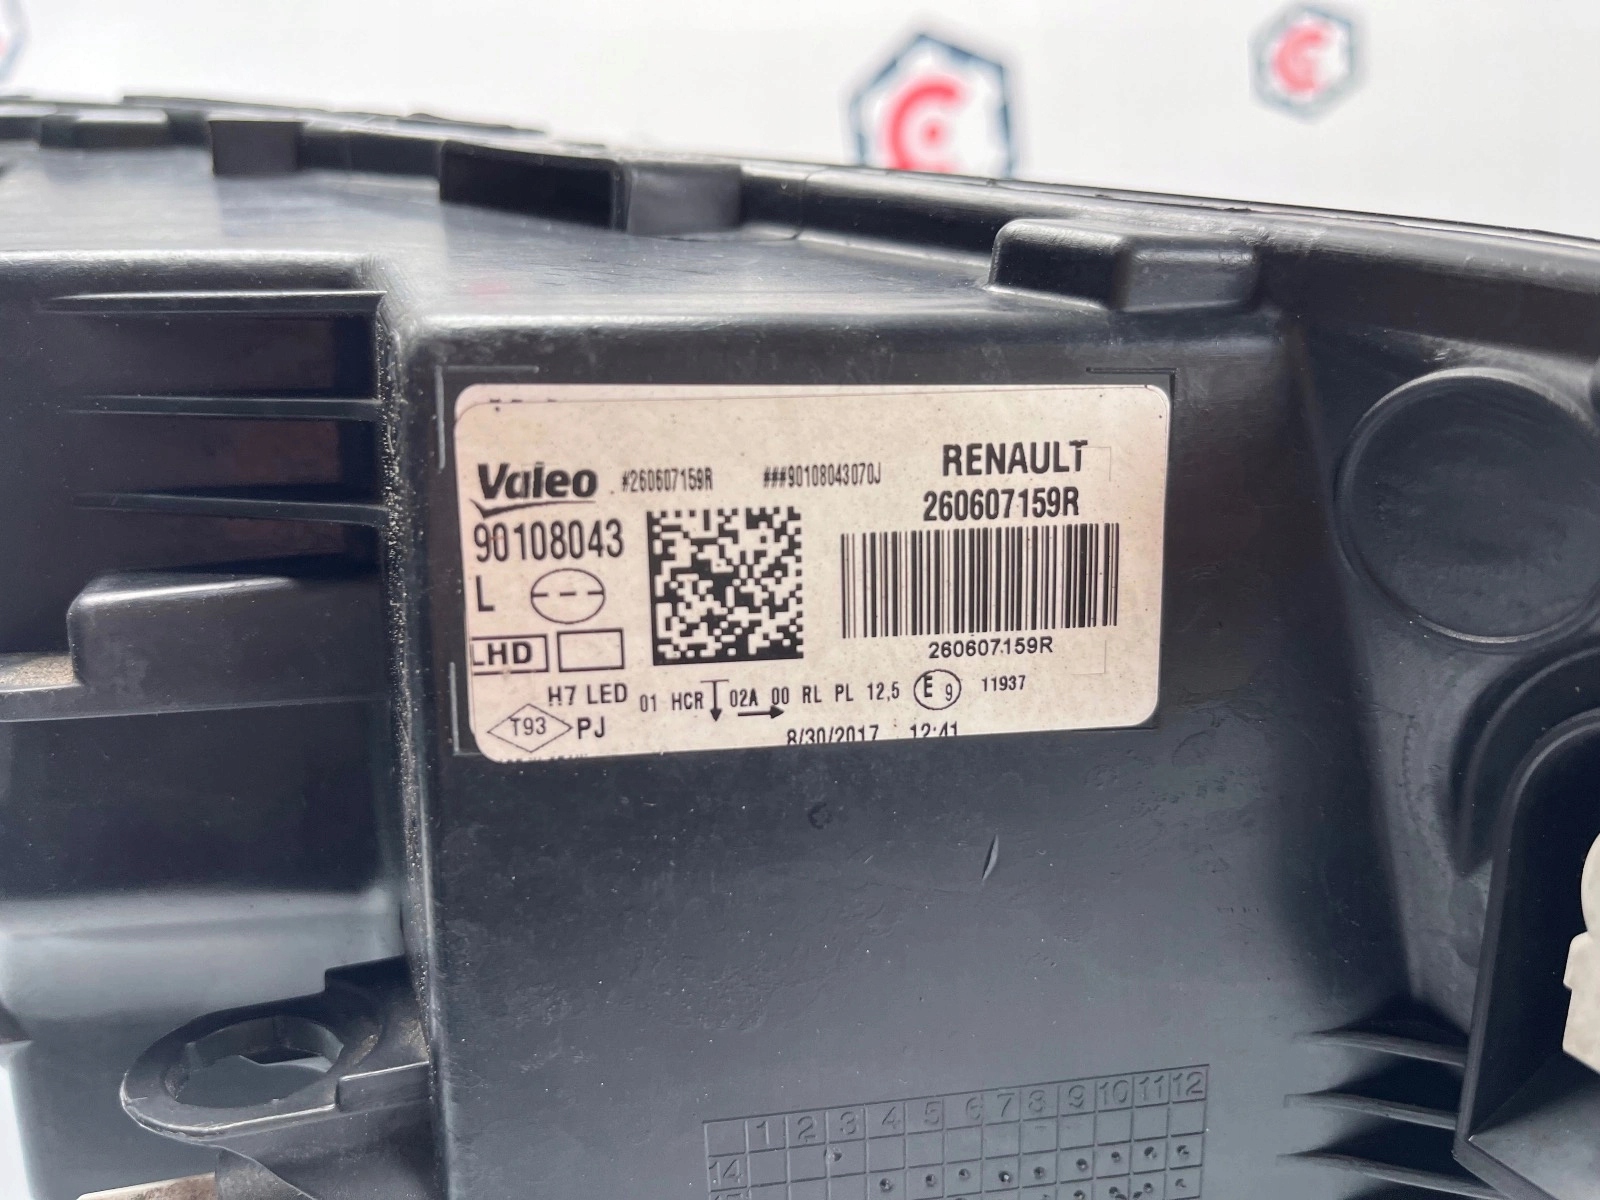 Valeo #260607159R ###90108043070J RENAULT
90108043 260607159R
L
LHD
260607159R
H7 LED 01 HCR 02A 00 RL PL 12,5 E9 11937
T93 PJ
8/30/2017 12:41
1 2 3 4 5 6 7 8 9 10 11 12
14